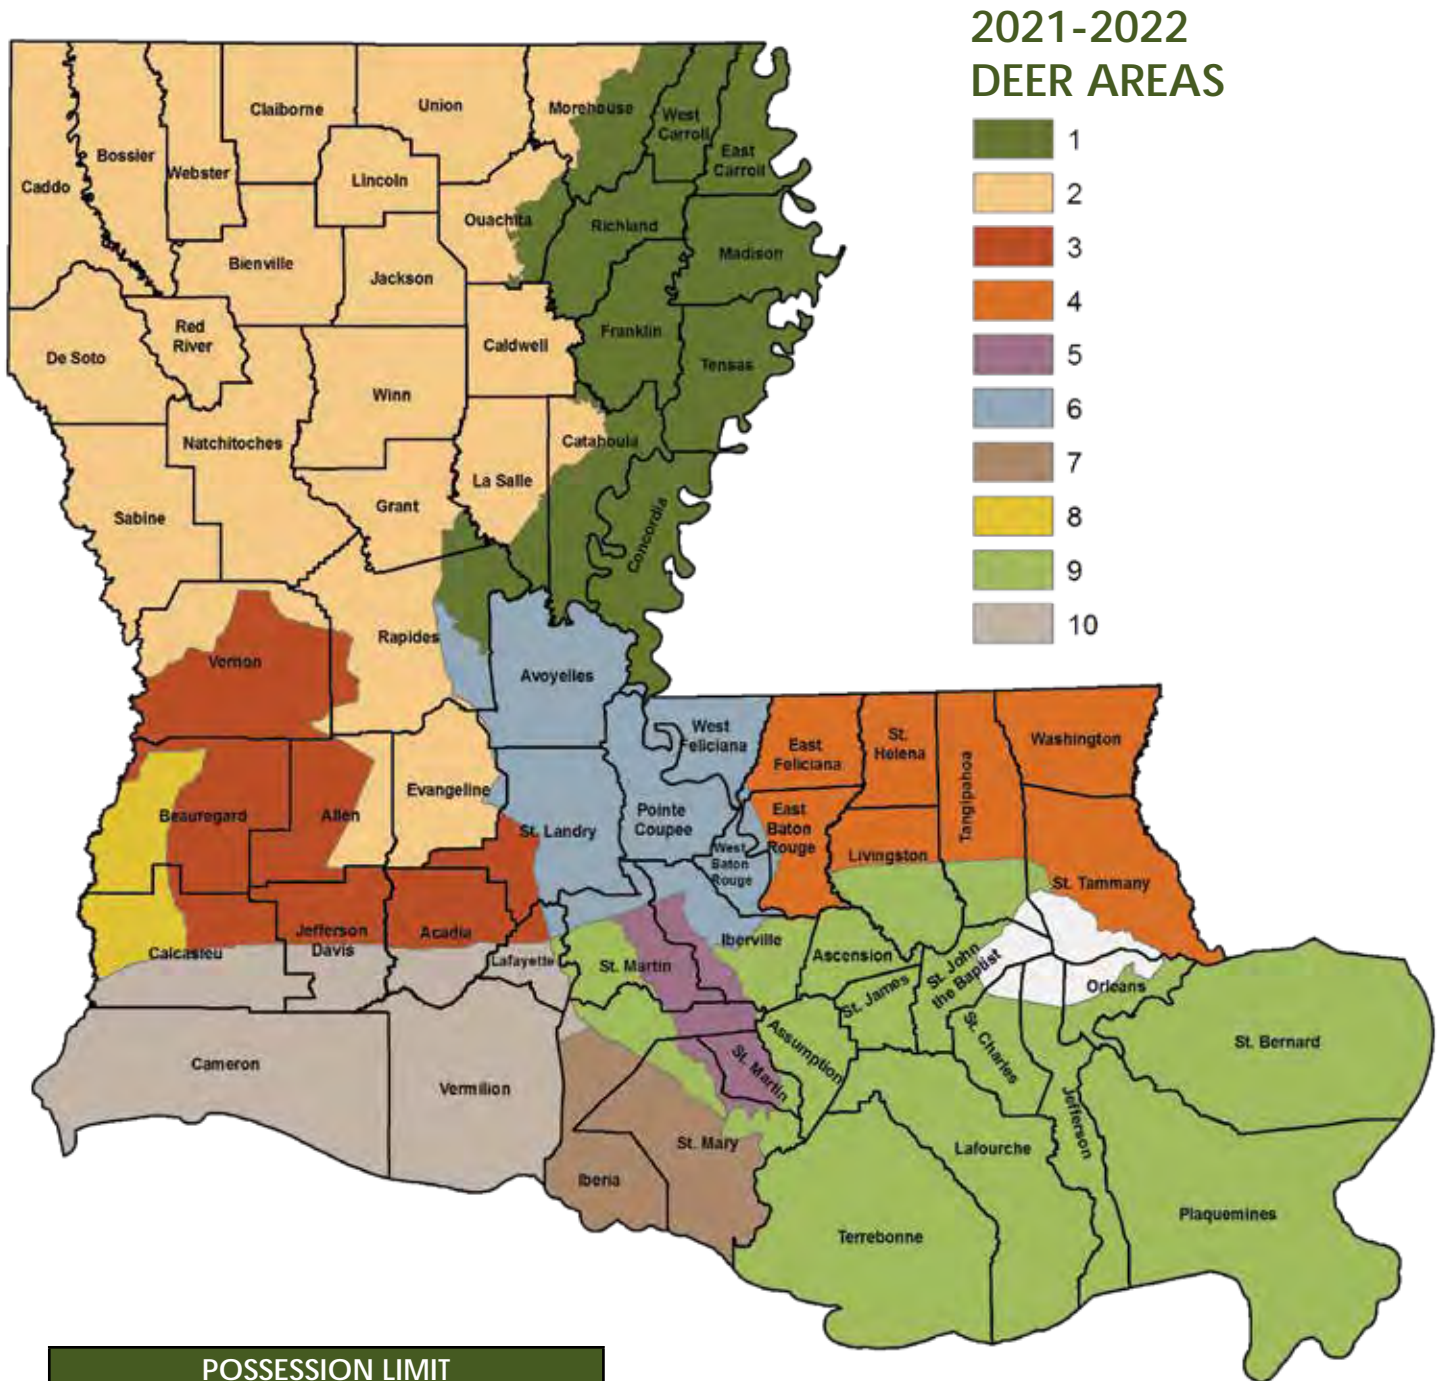 2021-2022
DEER AREAS
1
2
3
4
5
6
7
8
9
10
Caddo
Bossier
Webster
Claiborne
Union
Morehouse
West
Carroll
East
Carroll
Lincoln
Ouachita
Richland
Madison
Bienville
Jackson
De Soto
Red
River
Caldwell
Franklin
Tensas
Winn
Natchitoches
Catahoula
La Salle
Sabine
Grant
Concordia
Vernon
Rapides
Avoyelles
West
Feliciana
East
Feliciana
St.
Helena
Tangipahoa
Washington
Beauregard
Allen
Evangeline
St. Landry
Pointe
Coupee
West
Baton
Rouge
East
Baton
Rouge
Livingston
St. Tammany
Calcasieu
Jefferson
Davis
Acadia
Lafayette
St. Martin
Iberville
Ascension
St. James
St. John
the Baptist
Orleans
Cameron
Vermilion
St. Martin
Assumption
St. Charles
Jefferson
St. Bernard
Iberia
St. Mary
Terrebonne
Lafourche
Plaquemines
POSSESSION LIMIT